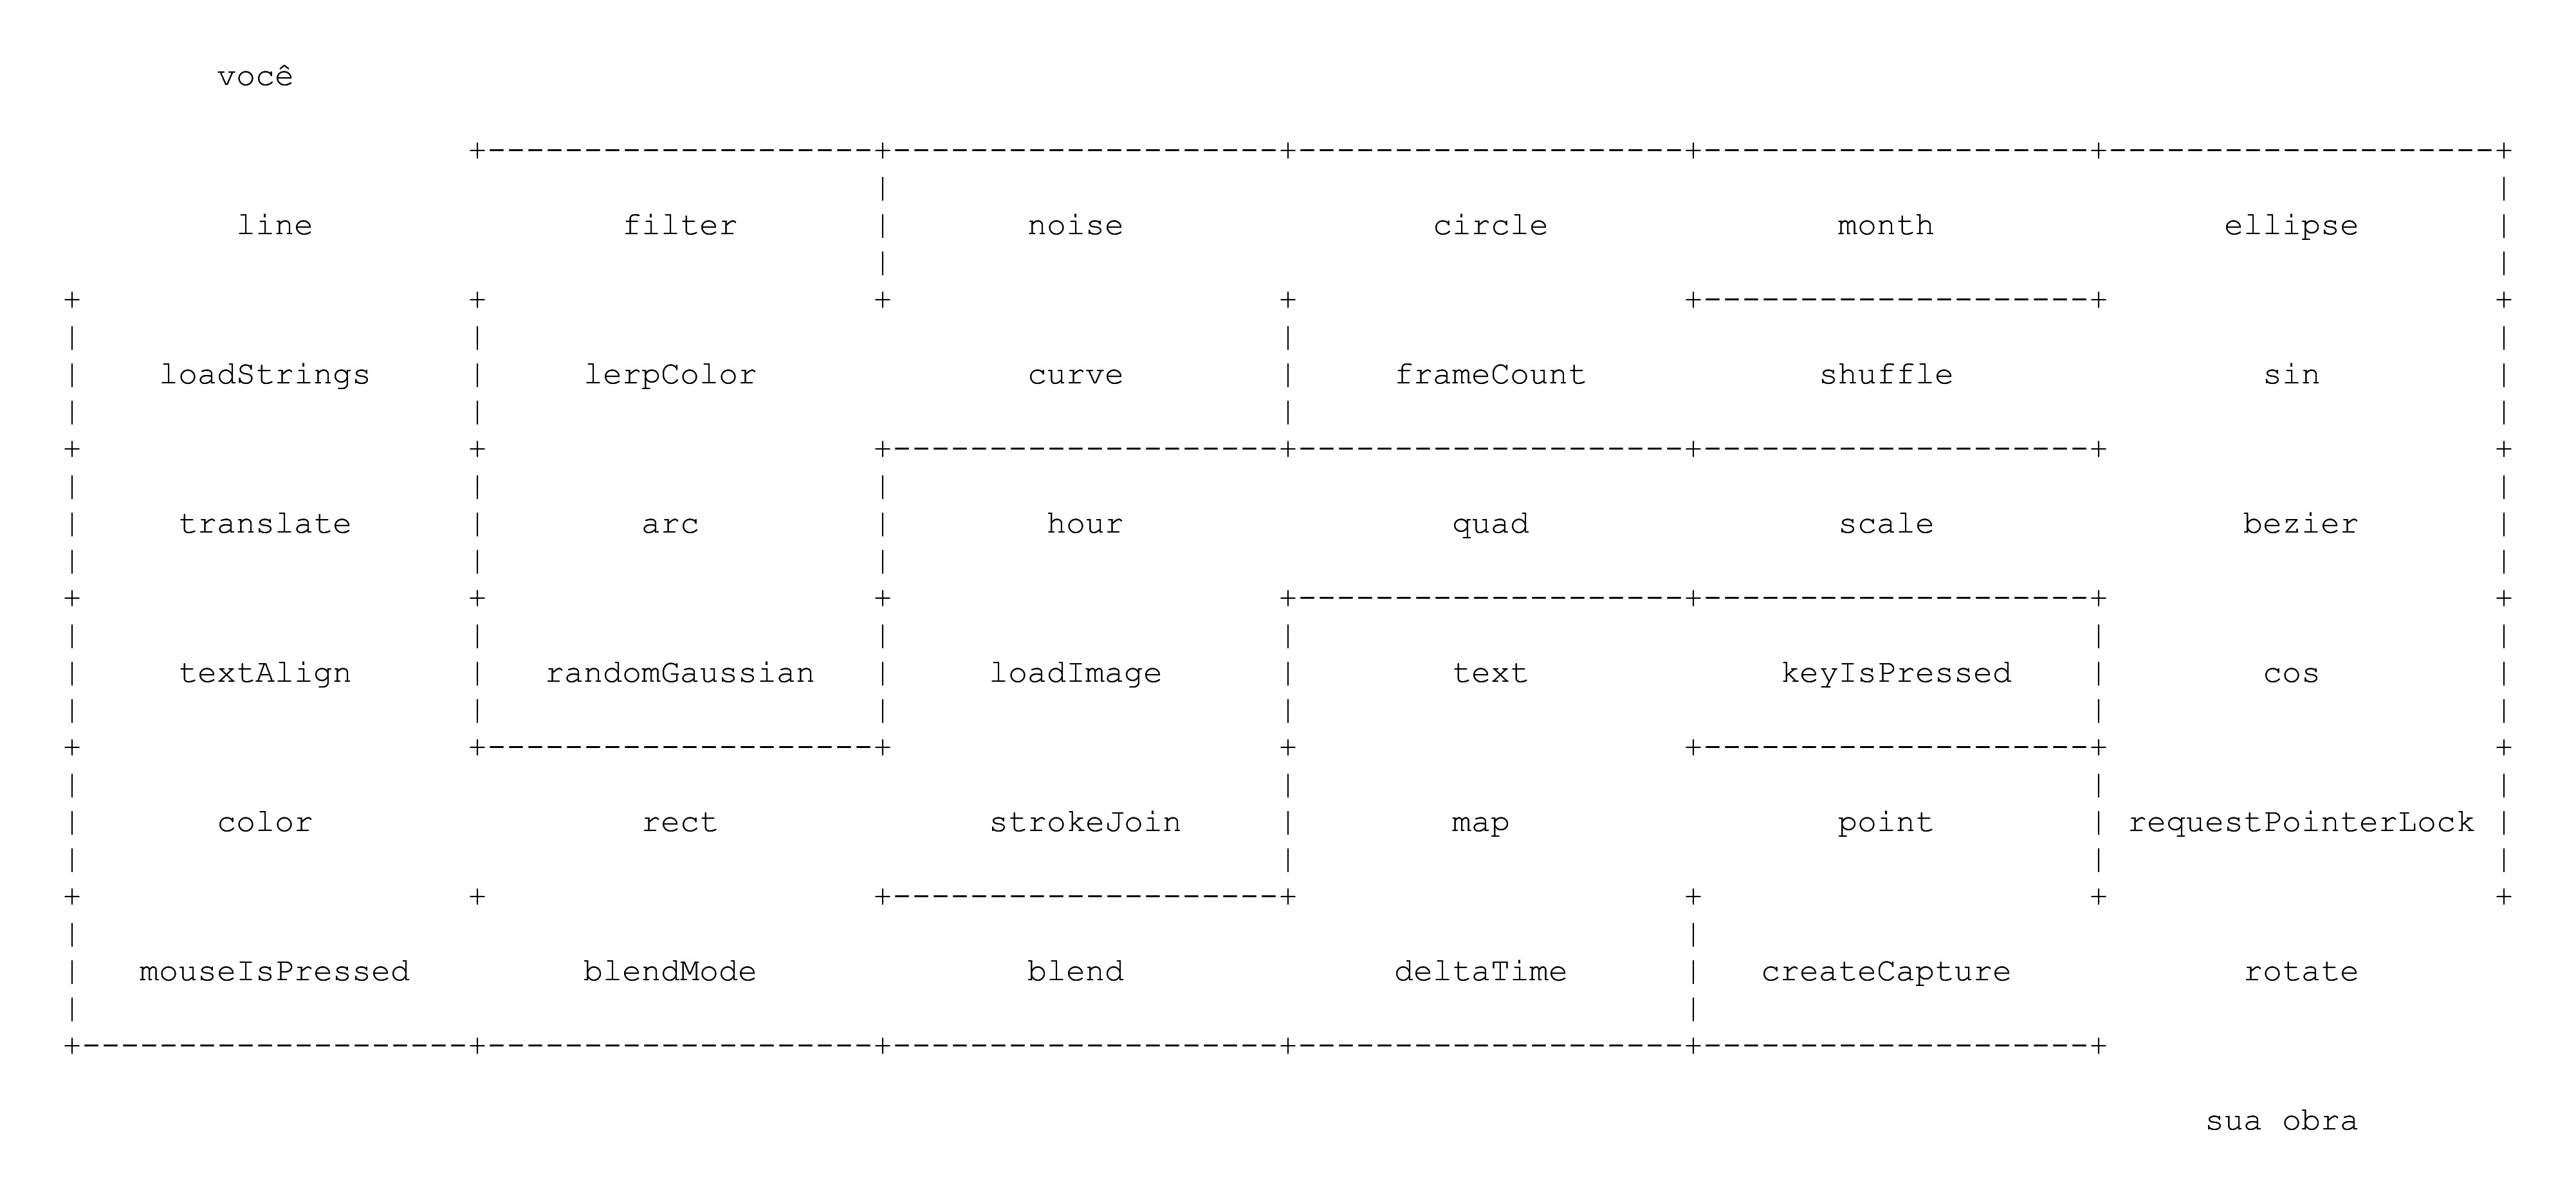 você
line filter noise circle month ellipse
loadStrings lerpColor curve frameCount shuffle sin
translate arc hour quad scale bezier
textAlign randomGaussian loadImage text keyIsPressed cos
color rect strokeJoin map point requestPointerLock
mouseIsPressed blendMode blend deltaTime createCapture rotate
sua obra